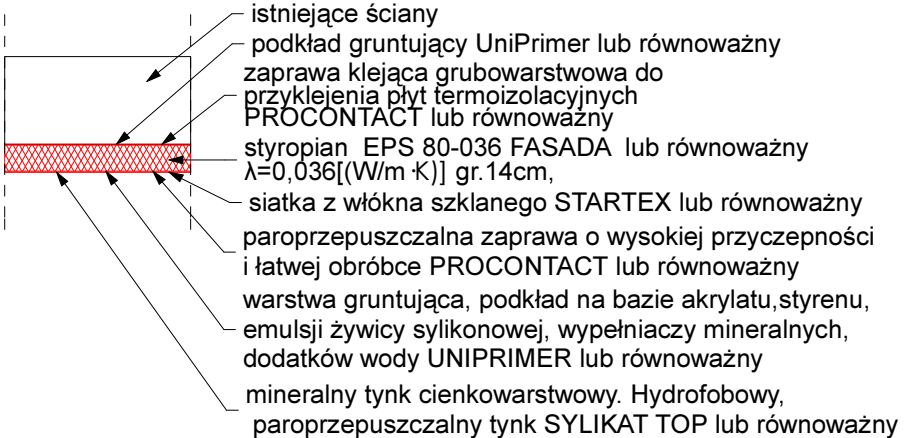 istniejące ściany
podkład gruntujący UniPrimer lub równoważny
zaprawa klejąca grubowarstwowa do
przyklejenia płyt termoizolacyjnych
PROCONTACT lub równoważny
styropian EPS 80-036 FASADA lub równoważny
λ=0,036[(W/m·K)] gr.14cm,
siatka z włókna szklanego STARTEX lub równoważny
paroprzepuszczalna zaprawa o wysokiej przyczepności
i łatwej obróbce PROCONTACT lub równoważny
warstwa gruntująca, podkład na bazie akrylatu,styrenu,
emulsji żywicy sylikonowej, wypełniaczy mineralnych,
dodatków wody UNIPRIMER lub równoważny
mineralny tynk cienkowarstwowy. Hydrofobowy,
paroprzepuszczalny tynk SYLIKAT TOP lub równoważny